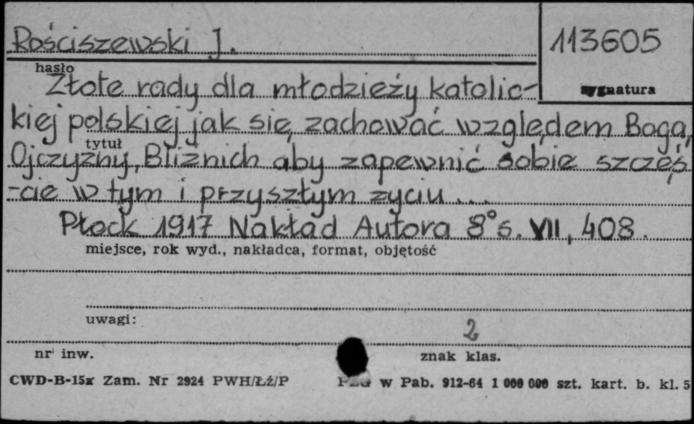 Rościszewski J.
113605
hasło
sygnatura
Złote rady dla młodzieży katolic-
kiej polskiej jak się zachować względem Boga,
tytuł
Ojczyzny, Bliźnich aby zapewnić sobie szczęś
-cie w tym i przyszłym życiu...
Płock 1917 Nakład Autora 8° s. VII, 408.
miejsce, rok wyd., nakładca, format, objętość
uwagi:
2
nr inw.
znak klas.
CWD-B-15x Zam. Nr 2924 PWH/Łź/P
w Pab. 912-64 1 000 000 szt. kart. b. kl. 5